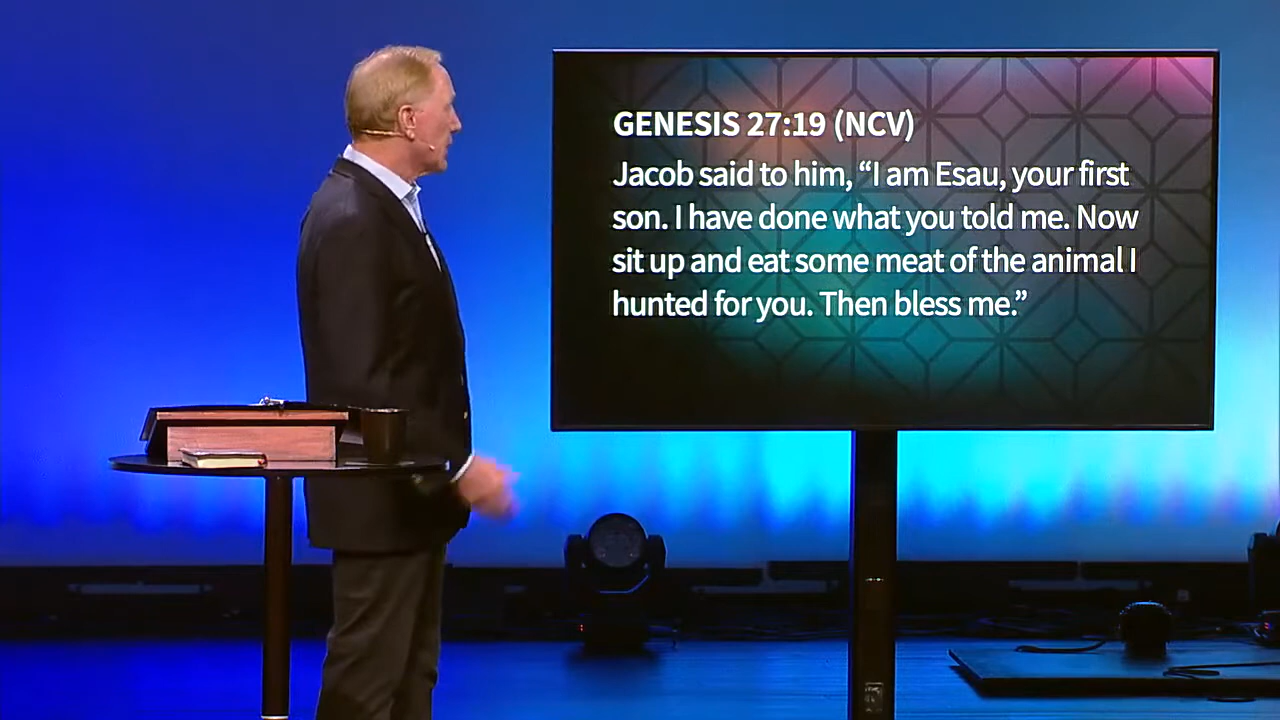 GENESIS 27:19 (NCV)
Jacob said to him, “I am Esau, your first
son. I have done what you told me. Now
sit up and eat some meat of the animal I
hunted for you. Then bless me.”